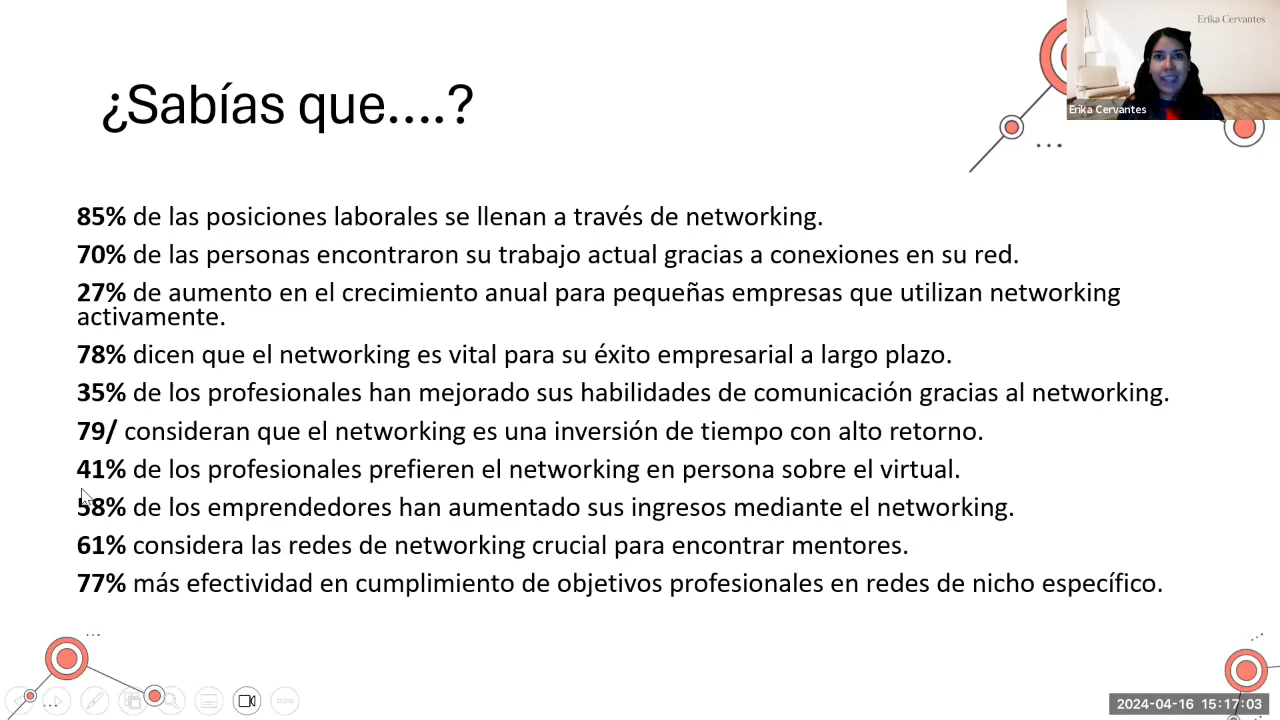 Erika Cervantes
Erika Cervantes
¿Sabías que....?
85% de las posiciones laborales se llenan a través de networking.
70% de las personas encontraron su trabajo actual gracias a conexiones en su red.
27% de aumento en el crecimiento anual para pequeñas empresas que utilizan networking
activamente.
78% dicen que el networking es vital para su éxito empresarial a largo plazo.
35% de los profesionales han mejorado sus habilidades de comunicación gracias al networking.
79/ consideran que el networking es una inversión de tiempo con alto retorno.
41% de los profesionales prefieren el networking en persona sobre el virtual.
58% de los emprendedores han aumentado sus ingresos mediante el networking.
61% considera las redes de networking crucial para encontrar mentores.
77% más efectividad en cumplimiento de objetivos profesionales en redes de nicho específico.
2024-04-16 15:17:03